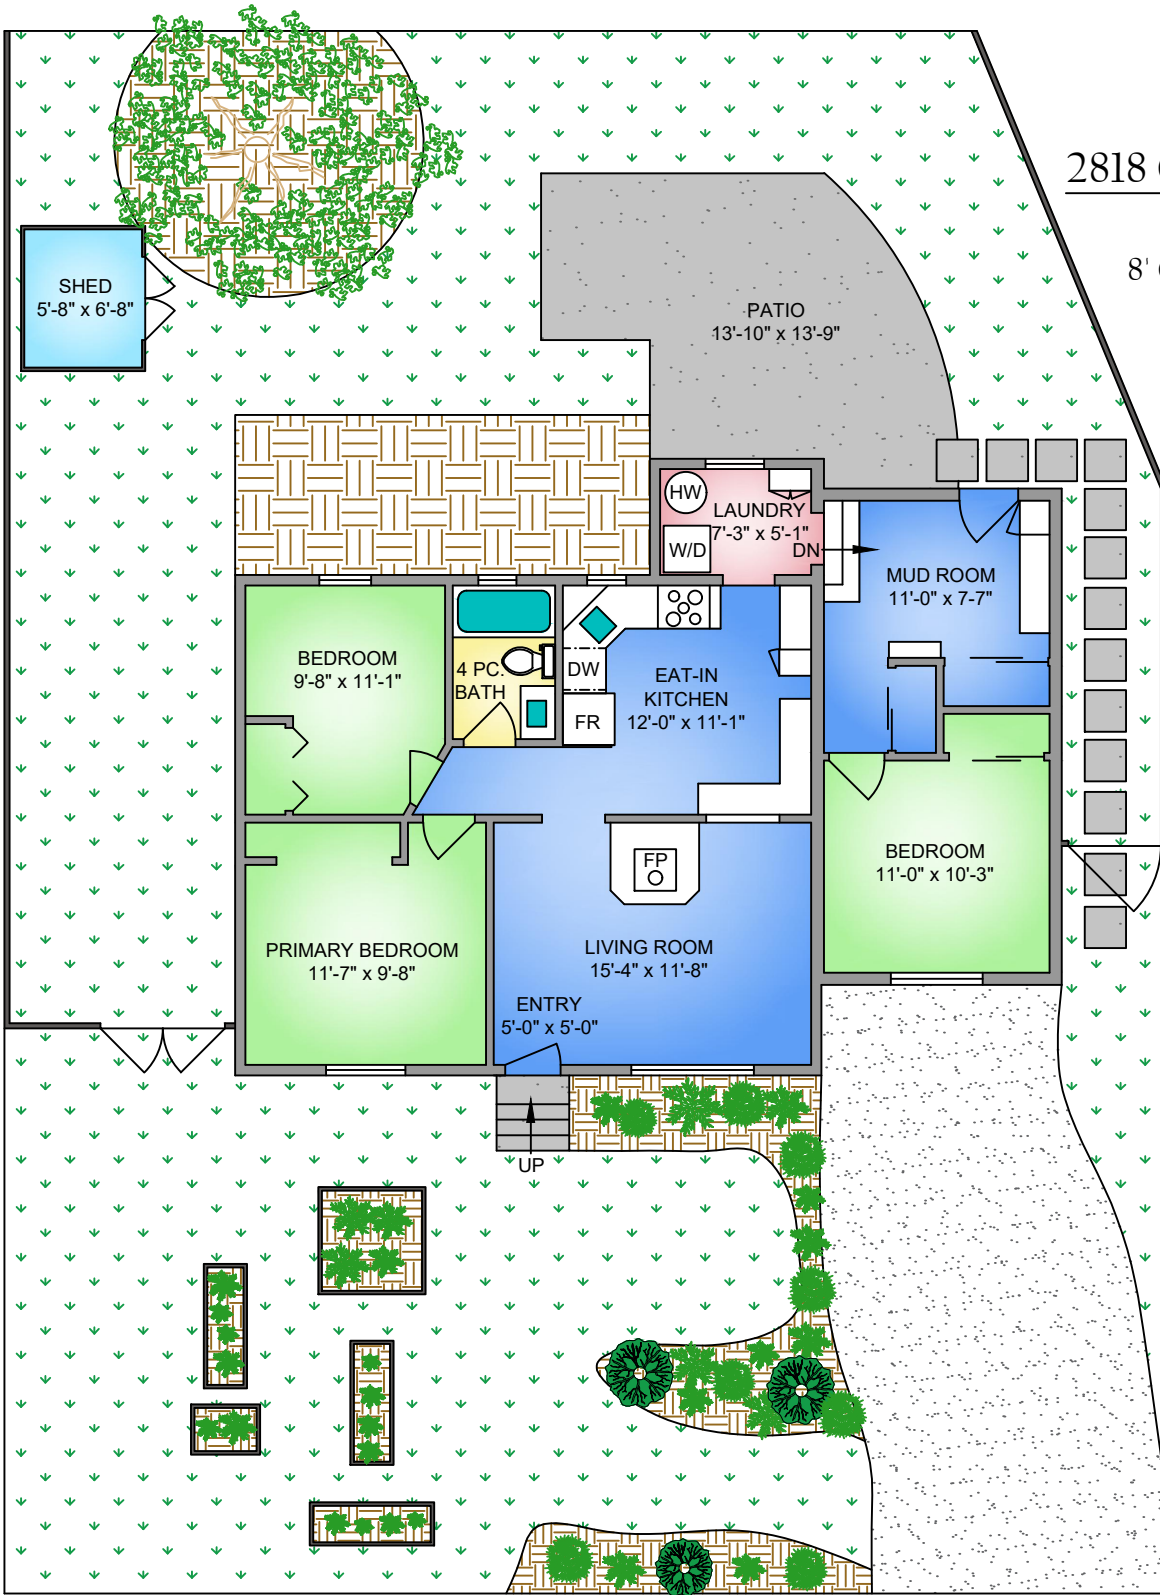 2818
8'
SHED
5'-8" x 6'-8"
PATIO
13'-10" x 13'-9"
HW
LAUNDRY
7'-3" x 5'-1"
W/D
DN
MUD ROOM
11'-0" x 7-7"
BEDROOM
9'-8" x 11'-1"
4 PC.
BATH
DW
FR
EAT-IN
KITCHEN
12'-0" x 11'-1"
FP
BEDROOM
11'-0" x 10'-3"
PRIMARY BEDROOM
11'-7" x 9'-8"
LIVING ROOM
15'-4" x 11'-8"
ENTRY
5'-0" x 5'-0"
UP